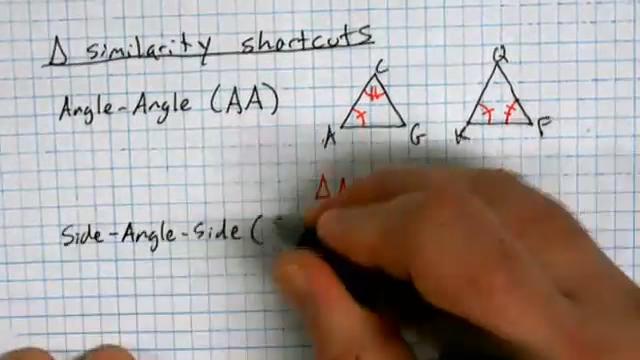 Δ similarity shortcuts
Angle-Angle (AA)
C
A
G
Q
K
F
Δ A
Side-Angle-Side (